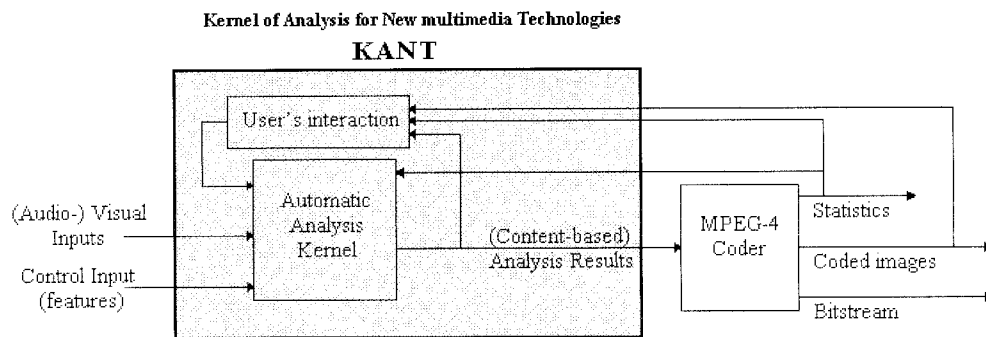 Kernel of Analysis for New multimedia Technologies
KANT
User's interaction
Automatic
Analysis
Kernel
(Audio-) Visual
Inputs
Control Input
(features)
(Content-based)
Analysis Results
MPEG-4
Coder
Statistics
Coded images
Bitstream